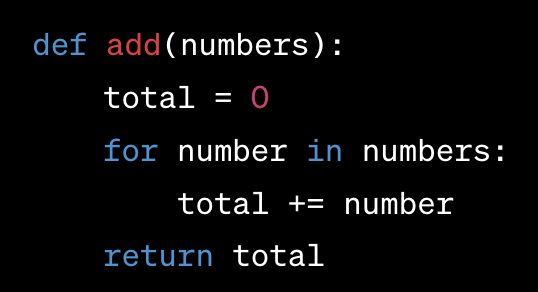 def add(numbers):
    total = 0
    for number in numbers:
        total += number
    return total